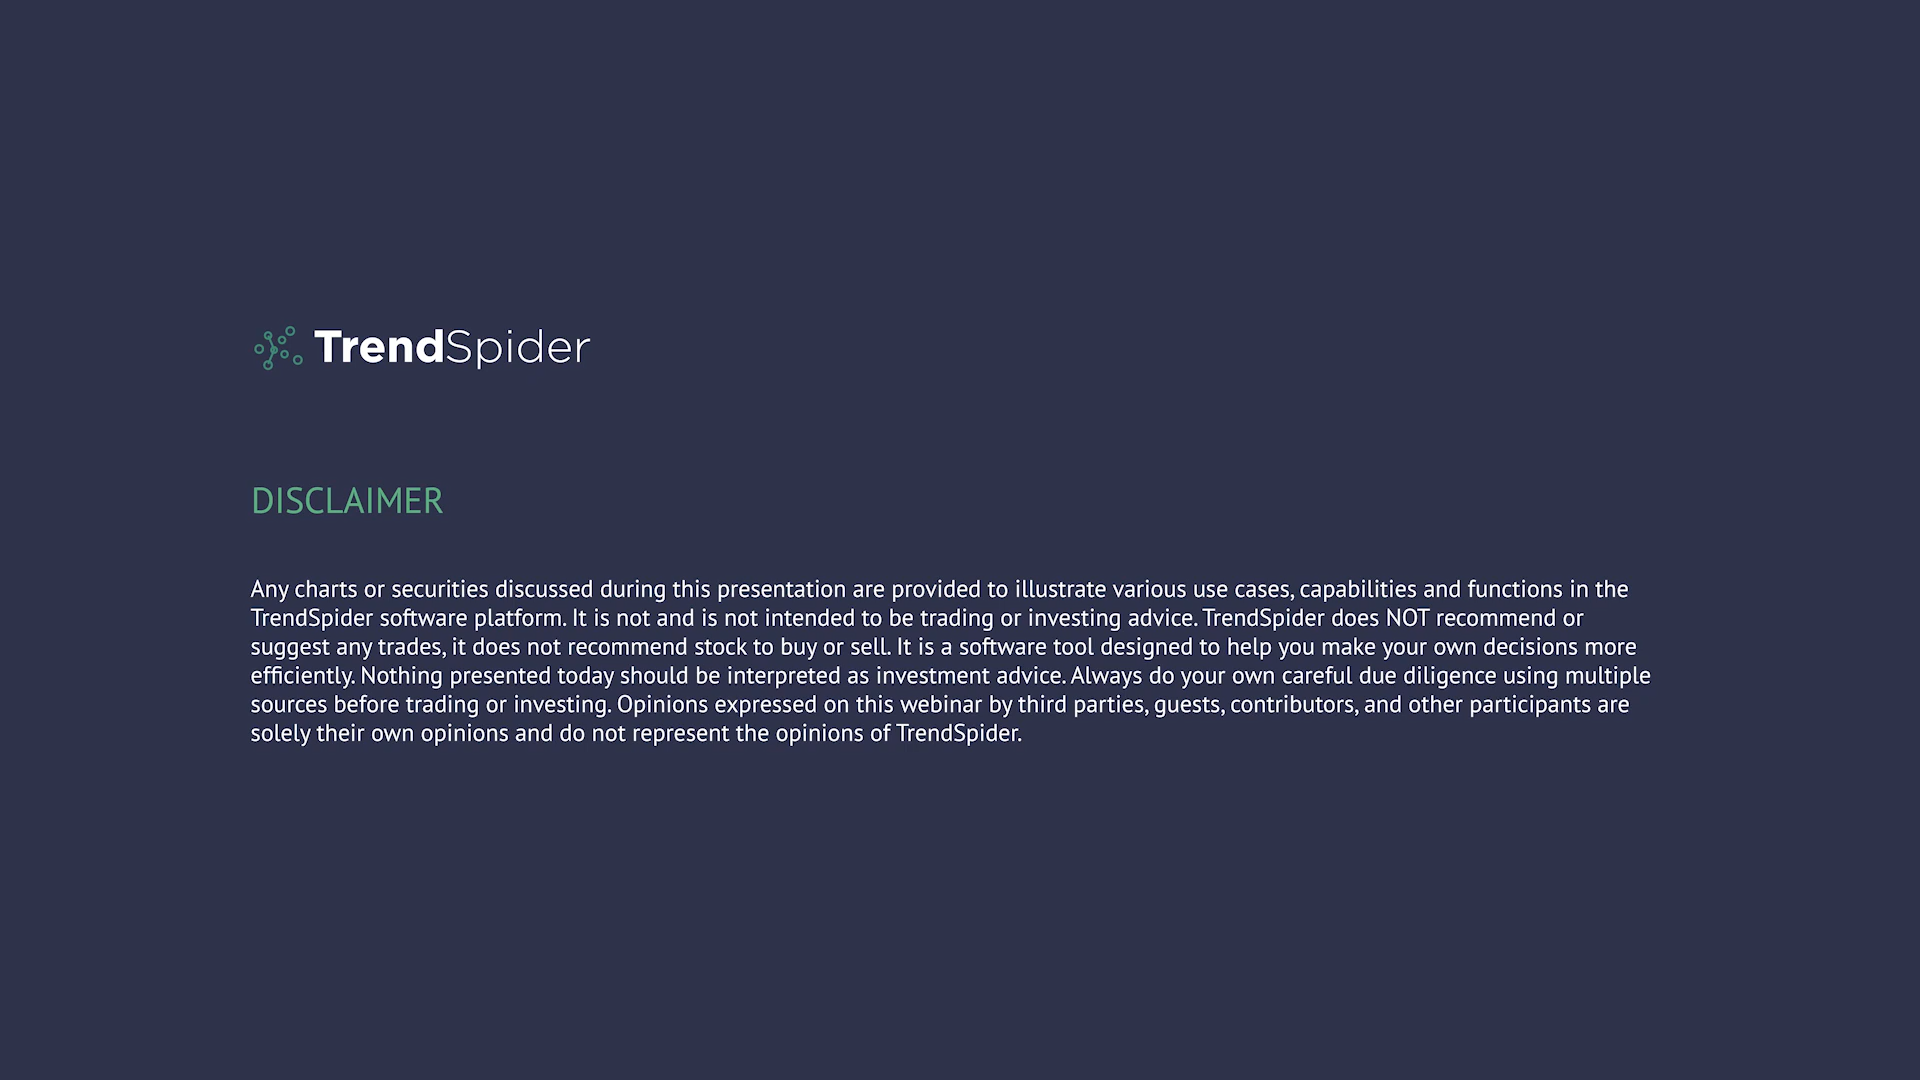 TrendSpider
DISCLAIMER
Any charts or securities discussed during this presentation are provided to illustrate various use cases, capabilities and functions in the
TrendSpider software platform. It is not and is not intended to be trading or investing advice. TrendSpider does NOT recommend or
suggest any trades, it does not recommend stock to buy or sell. It is a software tool designed to help you make your own decisions more
efficiently. Nothing presented today should be interpreted as investment advice. Always do your own careful due diligence using multiple
sources before trading or investing. Opinions expressed on this webinar by third parties, guests, contributors, and other participants are
solely their own opinions and do not represent the opinions of TrendSpider.